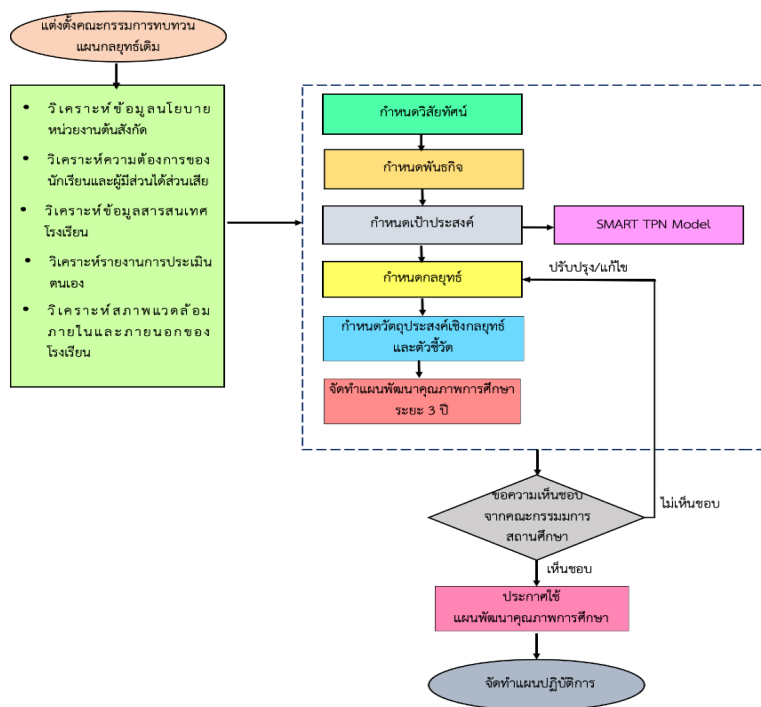 แต่งตั้งคณะกรรมการทบทวน
แผนกลยุทธ์เดิม
• วิเคราะห์ข้อมูลนโยบาย
หน่วยงานต้นสังกัด
• วิเคราะห์ความต้องการของ
นักเรียนและผู้มีส่วนได้ส่วนเสีย
• วิเคราะห์ข้อมูลสารสนเทศ
โรงเรียน
• วิเคราะห์รายงานการประเมิน
ตนเอง
• วิเคราะห์สภาพแวดล้อม
ภายในและภายนอกของ
โรงเรียน
กำหนดวิสัยทัศน์
กำหนดพันธกิจ
กำหนดเป้าประสงค์
SMART TPN Model
กำหนดกลยุทธ์
ปรับปรุง/แก้ไข
กำหนดวัตถุประสงค์เชิงกลยุทธ์
และตัวชี้วัด
จัดทำแผนพัฒนาคุณภาพการศึกษา
ระยะ 3 ปี
ขอความเห็นชอบ
จากคณะกรรมมการ
สถานศึกษา
ไม่เห็นชอบ
เห็นชอบ
ประกาศใช้
แผนพัฒนาคุณภาพการศึกษา
จัดทำแผนปฏิบัติการ